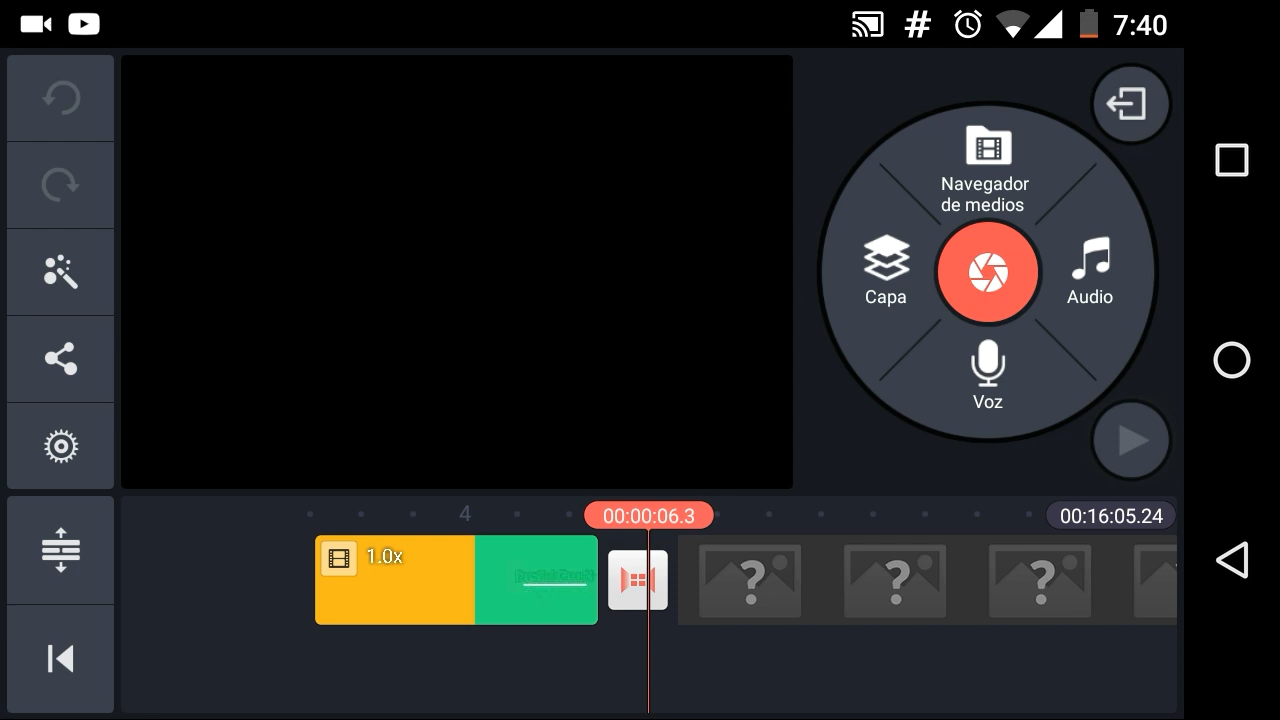 7:40
Navegador
de medios
Capa
Audio
Voz
4
00:00:06.3
00:16:05.24
1.0x